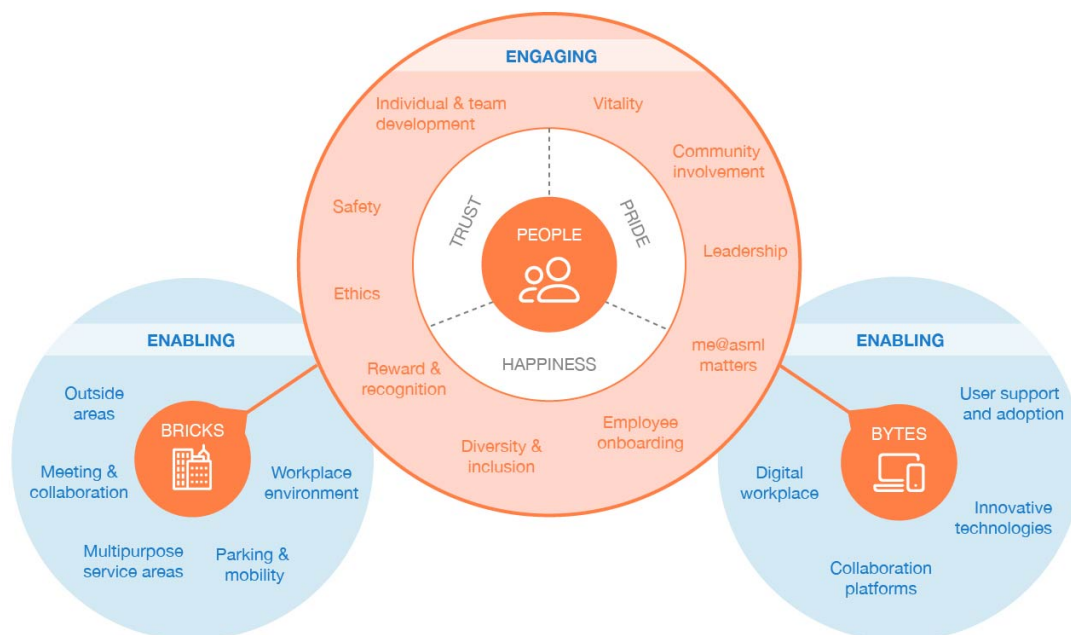 ENGAGING
Individual & team
development
Vitality
Community
involvement
Safety
TRUST
PRIDE
PEOPLE
Leadership
Ethics
HAPPINESS
me@asml
matters
Reward &
recognition
Employee
onboarding
Diversity &
inclusion
ENABLING
Outside
areas
BRICKS
Meeting &
collaboration
Workplace
environment
Multipurpose
service areas
Parking &
mobility
ENABLING
User support
and adoption
BYTES
Digital
workplace
Innovative
technologies
Collaboration
platforms